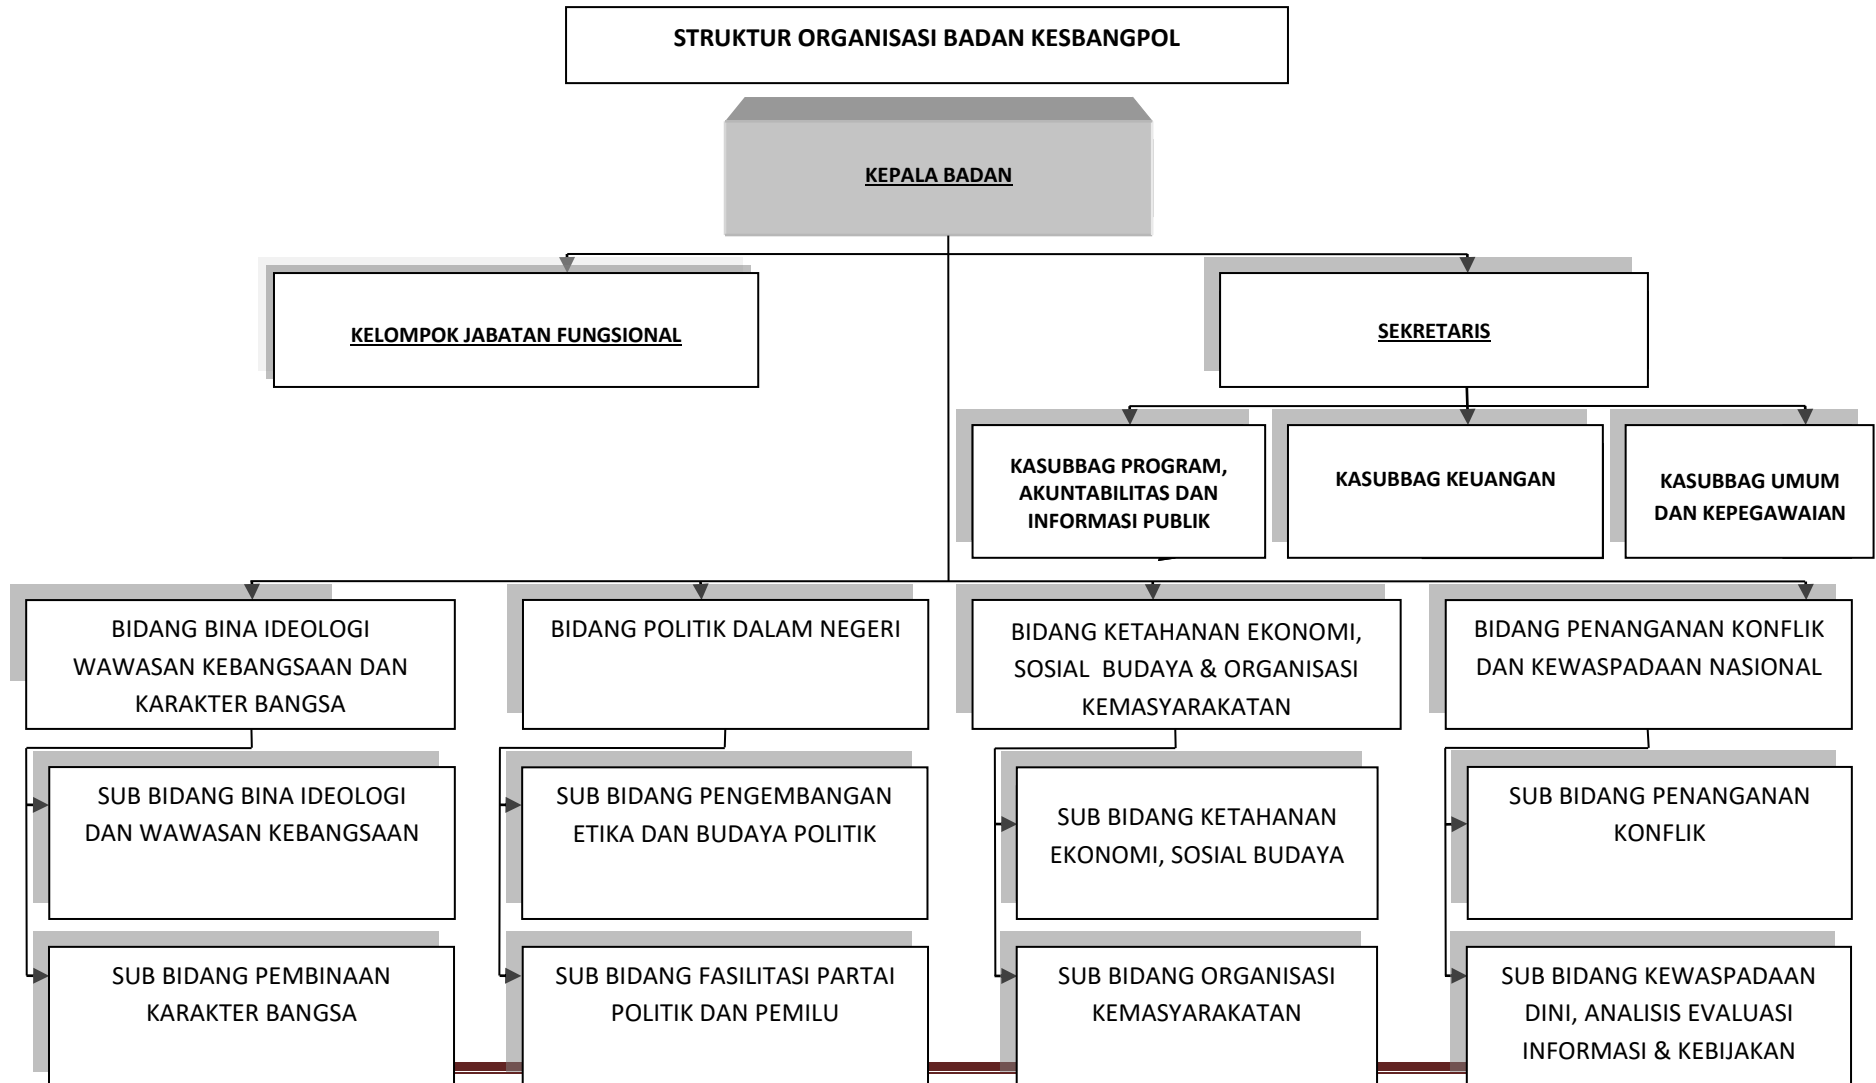 STRUKTUR ORGANISASI BADAN KESBANGPOL
KEPALA BADAN
KELOMPOK JABATAN FUNGSIONAL
SEKRETARIS
KASUBBAG PROGRAM,
AKUNTABILITAS DAN
INFORMASI PUBLIK
KASUBBAG KEUANGAN
KASUBBAG UMUM
DAN KEPEGAWAIAN
BIDANG BINA IDEOLOGI
WAWASAN KEBANGSAAN DAN
KARAKTER BANGSA
BIDANG POLITIK DALAM NEGERI
BIDANG KETAHANAN EKONOMI,
SOSIAL BUDAYA & ORGANISASI
KEMASYARAKATAN
BIDANG PENANGANAN KONFLIK
DAN KEWASPADAAN NASIONAL
SUB BIDANG BINA IDEOLOGI
DAN WAWASAN KEBANGSAAN
SUB BIDANG PENGEMBANGAN
ETIKA DAN BUDAYA POLITIK
SUB BIDANG KETAHANAN
EKONOMI, SOSIAL BUDAYA
SUB BIDANG PENANGANAN
KONFLIK
SUB BIDANG PEMBINAAN
KARAKTER BANGSA
SUB BIDANG FASILITASI PARTAI
POLITIK DAN PEMILU
SUB BIDANG ORGANISASI
KEMASYARAKATAN
SUB BIDANG KEWASPADAAN
DINI, ANALISIS EVALUASI
INFORMASI & KEBIJAKAN